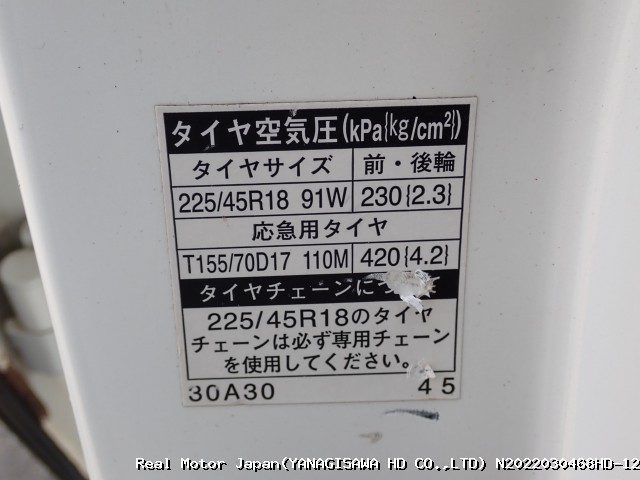 タイヤ空気圧(kPa{kg/cm²})
タイヤサイズ 前・後輪
225/45R18 91W 230{2.3}
応急用タイヤ
T155/70D17 110M 420{4.2}
タイヤチェーンについて
225/45R18のタイヤ
チェーンは必ず専用チェーン
を使用してください。
30A30 45
Real Motor Japan(YANAGISAWA HD CO.,LTD) N2022030468HD-12